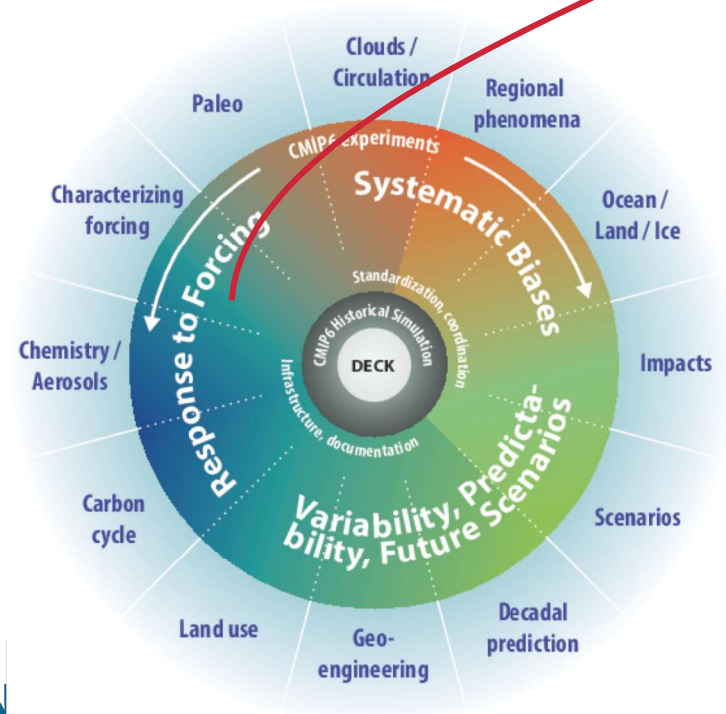 Clouds /
Circulation
Regional
phenomena
Ocean /
Land / Ice
Impacts
Scenarios
Decadal
prediction
Geo-
engineering
Land use
Carbon
cycle
Chemistry /
Aerosols
Characterizing
forcing
Paleo
CMIP6 experiments
Systematic Biases
Variability, Predicta-
bility, Future Scenarios
Response to Forcing
Standardization, coordination
Infrastructure, documentation
CMIP6 Historical Simulation
DECK